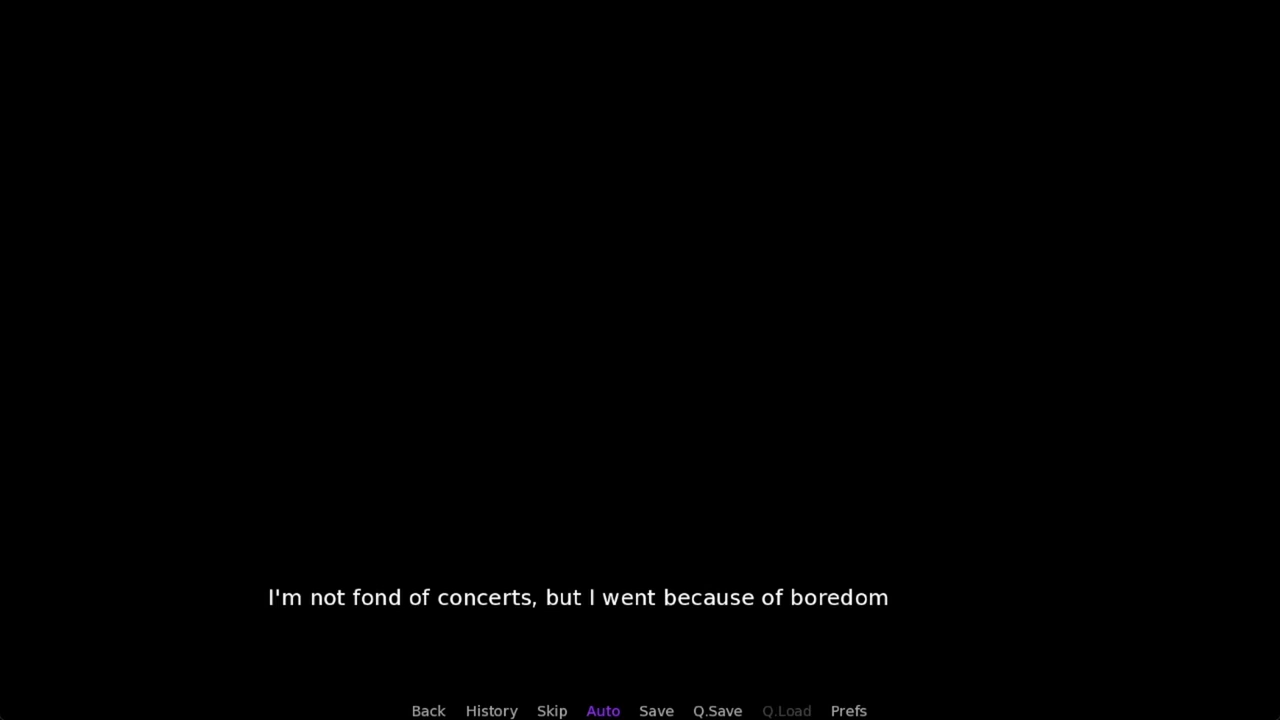 I'm not fond of concerts, but I went because of boredom
Back History Skip Auto Save Q.Save Q.Load Prefs